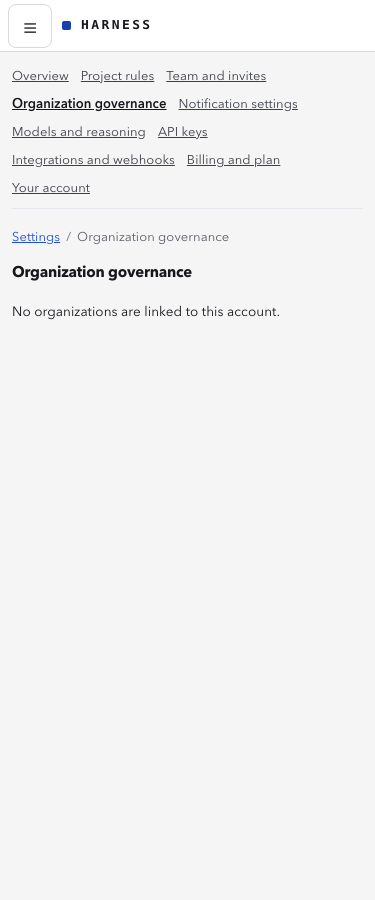 HARNESS
Overview Project rules Team and invites
Organization governance Notification settings
Models and reasoning API keys
Integrations and webhooks Billing and plan
Your account
Settings / Organization governance
Organization governance
No organizations are linked to this account.